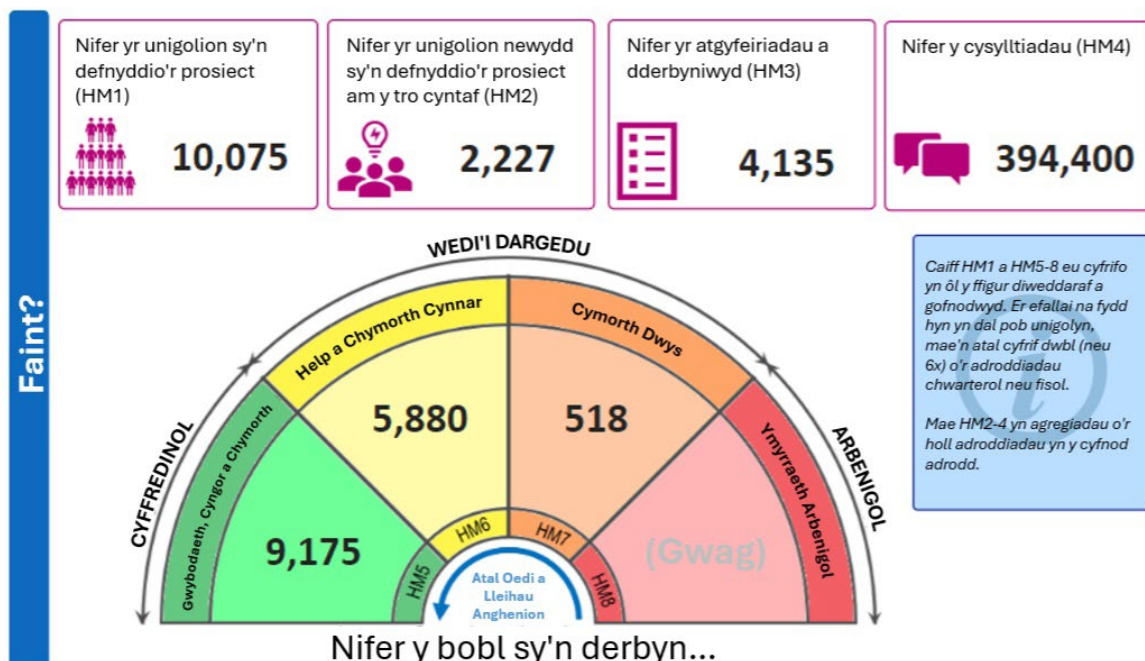 Faint?
Nifer yr unigolion sy'n
defnyddio'r prosiect
(HM1)
10,075
Nifer yr unigolion newydd
sy'n defnyddio'r prosiect
am y tro cyntaf (HM2)
2,227
Nifer yr atgyfeiriadau a
dderbyniwyd (HM3)
4,135
Nifer y cysylltiadau (HM4)
394,400
WEDI'I DARGEDU
CYFFREDINOL
ARBENIGOL
Gwybodaeth, Cyngor a Chymorth
9,175
HM5
Help a Chymorth Cynnar
5,880
HM6
Cymorth Dwys
518
HM7
Ymyrraeth Arbenigol
(Gwag)
HM8
Atal Oedi a
Lleihau
Anghenion
Nifer y bobl sy'n derbyn...
Caiff HM1 a HM5-8 eu cyfrifo
yn ôl y ffigur diweddaraf a
gofnodwyd. Er efallai na fydd
hyn yn dal pob unigolyn,
mae'n atal cyfrif dwbl (neu
6x) o'r adroddiadau
chwarterol neu fisol.
Mae HM2-4 yn agregiadau o'r
holl adroddiadau yn y cyfnod
adrodd.